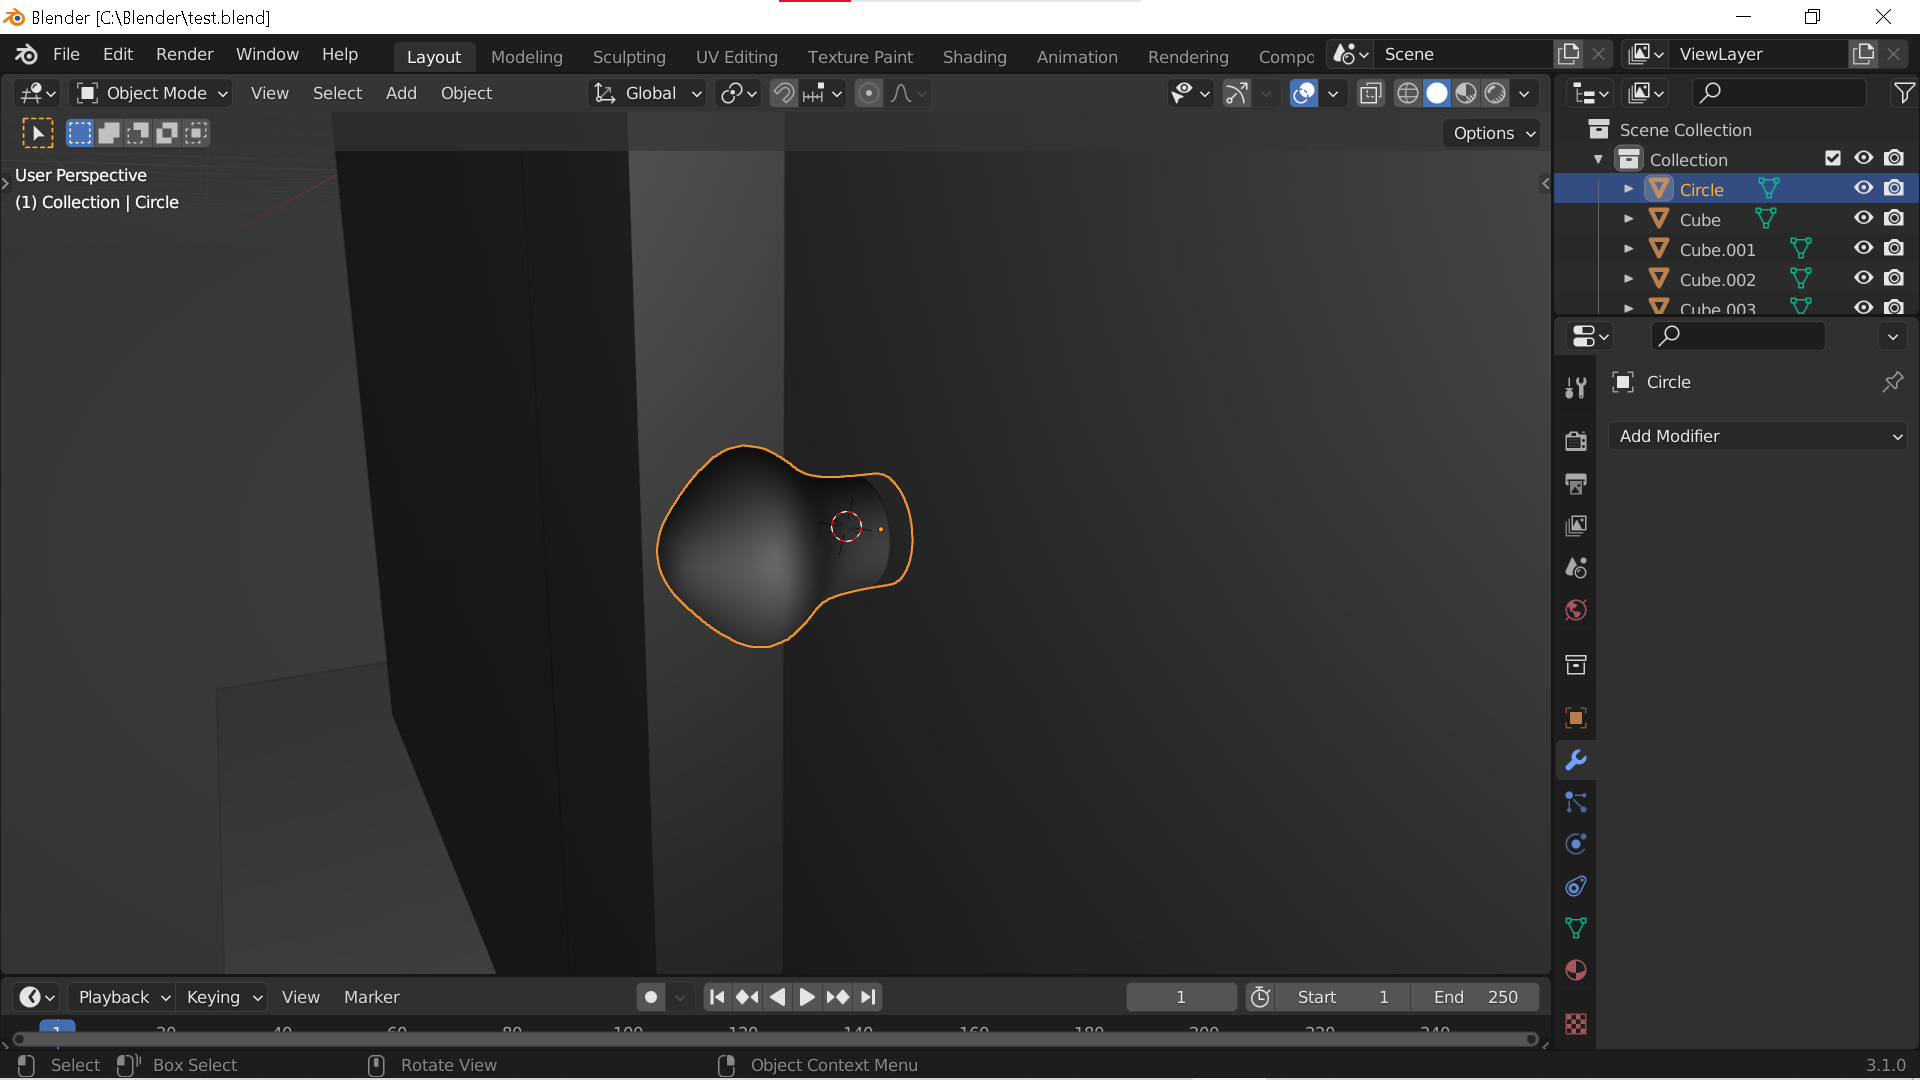 Blender [C:\Blender\test.blend]
File Edit Render Window Help Layout Modeling Sculpting UV Editing Texture Paint Shading Animation Rendering Compo Scene ViewLayer
Object Mode View Select Add Object Global
Options
User Perspective
(1) Collection | Circle
Scene Collection
Collection
Circle
Cube
Cube.001
Cube.002
Cube.003
Circle
Add Modifier
Playback Keying View Marker 1 Start 1 End 250
1 20 40 60 80 100 120 140 160 180 200 220 240
Select Box Select Rotate View Object Context Menu 3.1.0